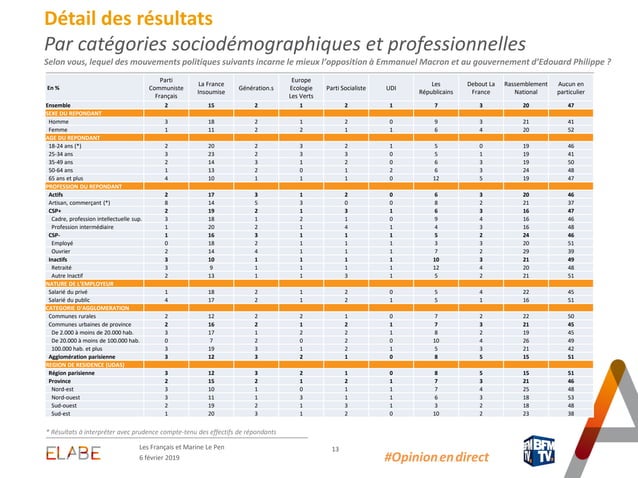 Détail des résultats
Par catégories sociodémographiques et professionnelles
Selon vous, lequel des mouvements politiques suivants incarne le mieux l'opposition à Emmanuel Macron et au gouvernement d'Edouard Philippe ?
En % Parti Communiste Français La France Insoumise Génération.s Europe Ecologie Les Verts Parti Socialiste UDI Les Républicains Debout La France Rassemblement National Aucun en particulier
Ensemble 2 15 2 1 2 1 7 3 20 47
SEXE DU REPONDANT
Homme 3 18 2 1 2 0 9 3 21 41
Femme 1 11 2 2 1 1 6 4 20 52
AGE DU REPONDANT
18-24 ans (*) 2 20 2 3 2 1 5 0 19 46
25-34 ans 3 23 2 3 3 0 5 1 19 41
35-49 ans 2 14 3 1 2 0 6 3 19 50
50-64 ans 1 13 2 0 1 2 6 3 24 48
65 ans et plus 4 10 1 1 1 0 12 5 19 47
PROFESSION DU REPONDANT
Actifs 2 17 3 1 2 0 6 3 20 46
Artisan, commerçant (*) 8 14 5 3 0 0 8 2 21 37
CSP+ 2 19 2 1 3 1 6 3 16 47
Cadre, profession intellectuelle sup. 3 18 1 2 2 0 9 4 16 46
Profession intermédiaire 1 20 2 1 4 1 4 3 16 48
CSP- 1 16 3 1 1 1 5 2 24 46
Employé 0 18 2 1 1 1 3 3 20 51
Ouvrier 2 14 4 1 1 1 7 2 29 39
Inactifs 3 10 1 1 1 1 10 3 21 49
Retraité 3 9 1 1 1 1 12 4 20 48
Autre Inactif 2 13 1 1 3 1 5 2 21 51
NATURE DE L'EMPLOYEUR
Salarié du privé 1 18 2 1 2 0 5 4 22 45
Salarié du public 4 17 2 1 2 1 5 1 16 51
CATEGORIE D'AGGLOMERATION
Communes rurales 2 12 2 2 1 0 7 2 22 50
Communes urbaines de province 2 16 2 1 2 1 7 3 21 45
De 2.000 à moins de 20.000 hab. 3 17 1 2 2 1 8 2 19 45
De 20.000 à moins de 100.000 hab. 0 7 2 0 2 0 10 4 26 49
100.000 hab. et plus 3 19 3 1 2 1 5 3 21 42
Agglomération parisienne 3 12 3 2 1 0 8 5 15 51
REGION DE RESIDENCE (UDA5)
Région parisienne 3 12 3 2 1 0 8 5 15 51
Province 2 15 2 1 2 1 7 3 21 46
Nord-est 3 10 1 0 1 1 7 4 25 48
Nord-ouest 3 11 1 3 1 1 6 3 18 53
Sud-ouest 2 19 2 1 3 1 3 2 18 48
Sud-est 1 20 3 1 2 0 10 2 23 38
* Résultats à interpréter avec prudence compte-tenu des effectifs de répondants
ELABE
Les Français et Marine Le Pen
6 février 2019
13
#Opinionendirect
BFM TV.